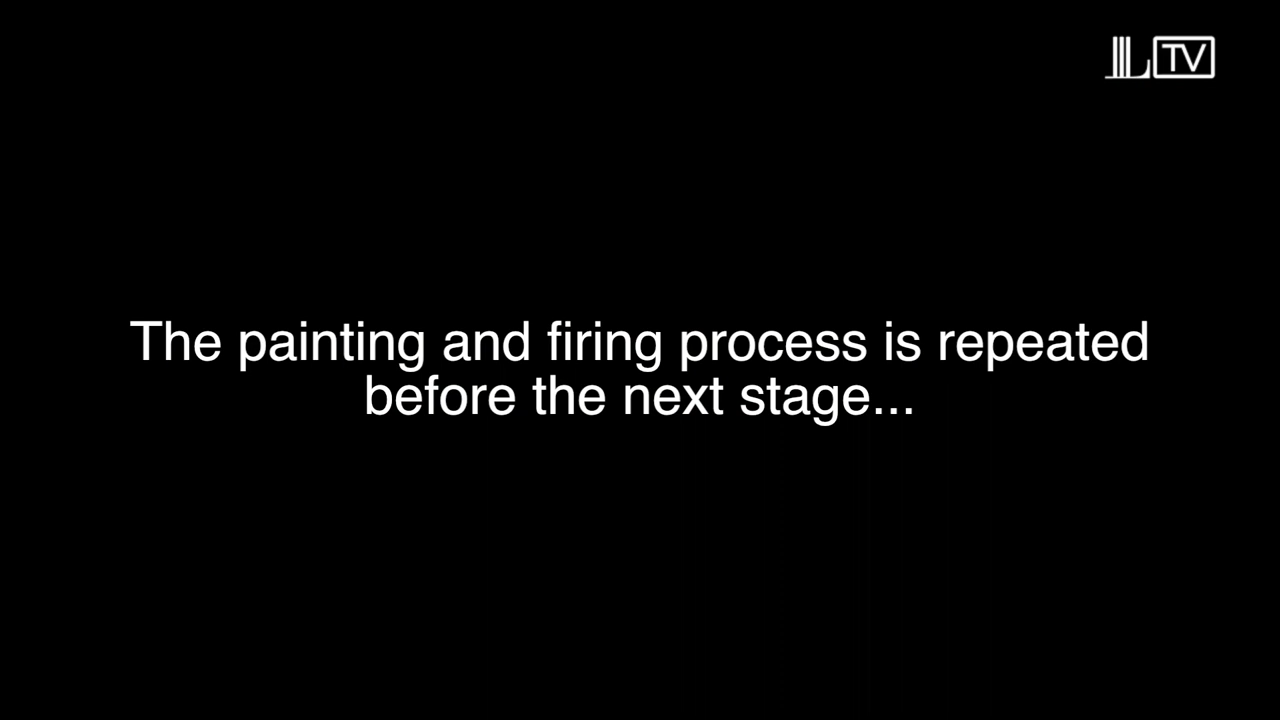 LTV
The painting and firing process is repeated
before the next stage...